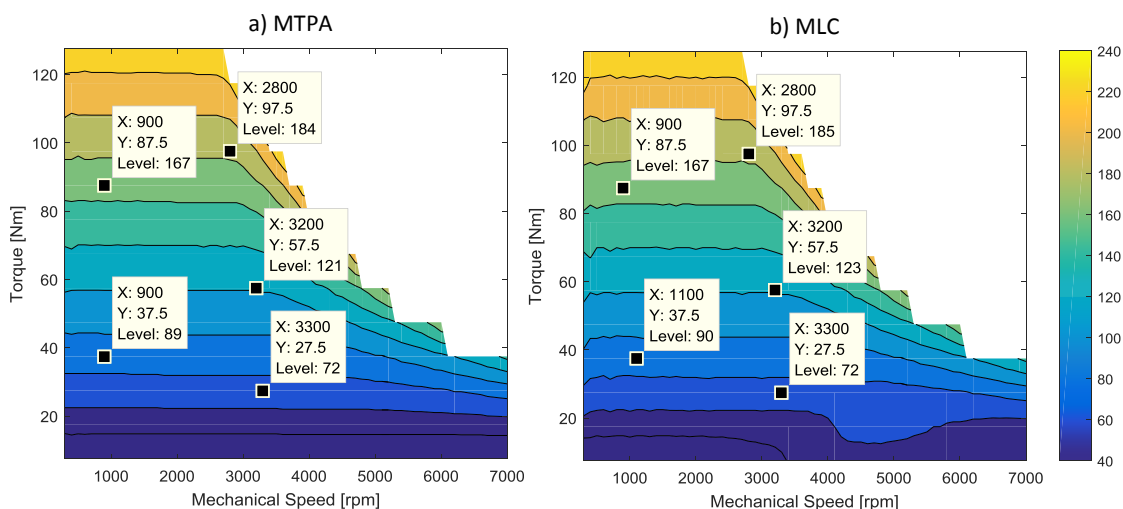 a) MTPA
120
100
80
60
40
20
Torque [Nm]
1000
2000
3000
4000
5000
6000
7000
Mechanical Speed [rpm]
X: 900
Y: 87.5
Level: 167
X: 2800
Y: 97.5
Level: 184
X: 3200
Y: 57.5
Level: 121
X: 900
Y: 37.5
Level: 89
X: 3300
Y: 27.5
Level: 72
b) MLC
120
100
80
60
40
20
Torque [Nm]
1000
2000
3000
4000
5000
6000
7000
Mechanical Speed [rpm]
X: 900
Y: 87.5
Level: 167
X: 2800
Y: 97.5
Level: 185
X: 3200
Y: 57.5
Level: 123
X: 1100
Y: 37.5
Level: 90
X: 3300
Y: 27.5
Level: 72
240
220
200
180
160
140
120
100
80
60
40